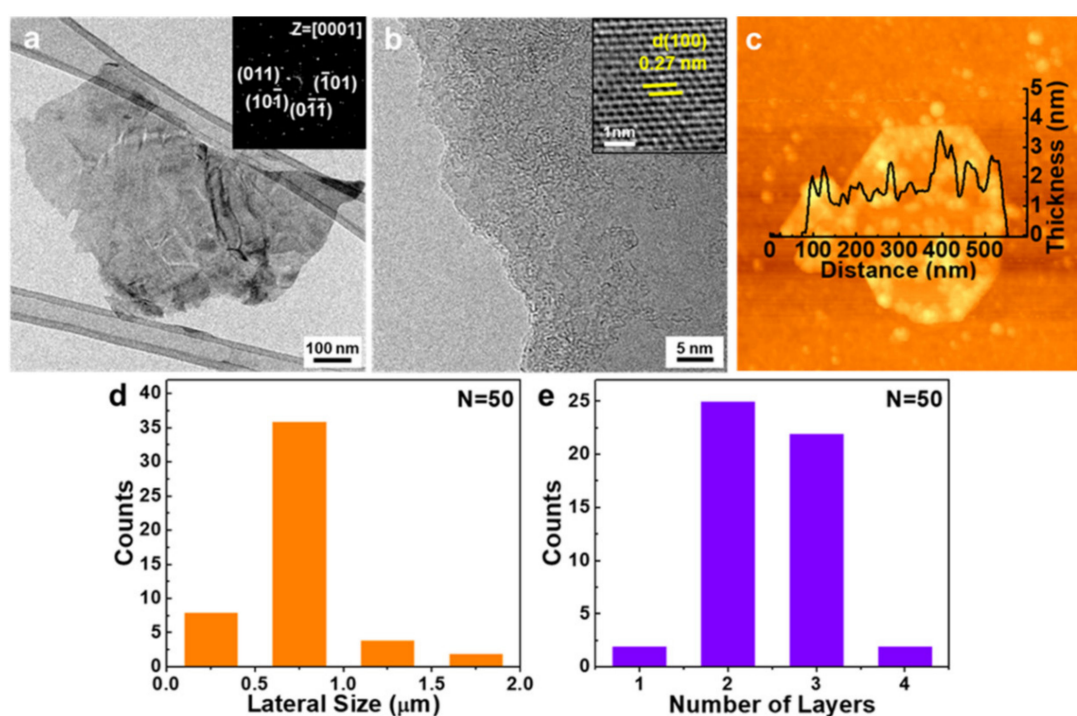 a
Z=[0001]
(011)
(1̅01)
(101̅)
(01̅1̅)
100 nm
b
d(100)
0.27 nm
1nm
5 nm
c
5
4
3
2
1
0
Thickness (nm)
0 100 200 300 400 500
Distance (nm)
d
N=50
40
35
30
25
20
15
10
5
0
Counts
0.0 0.5 1.0 1.5 2.0
Lateral Size (μm)
e
N=50
25
20
15
10
5
0
Counts
1 2 3 4
Number of Layers